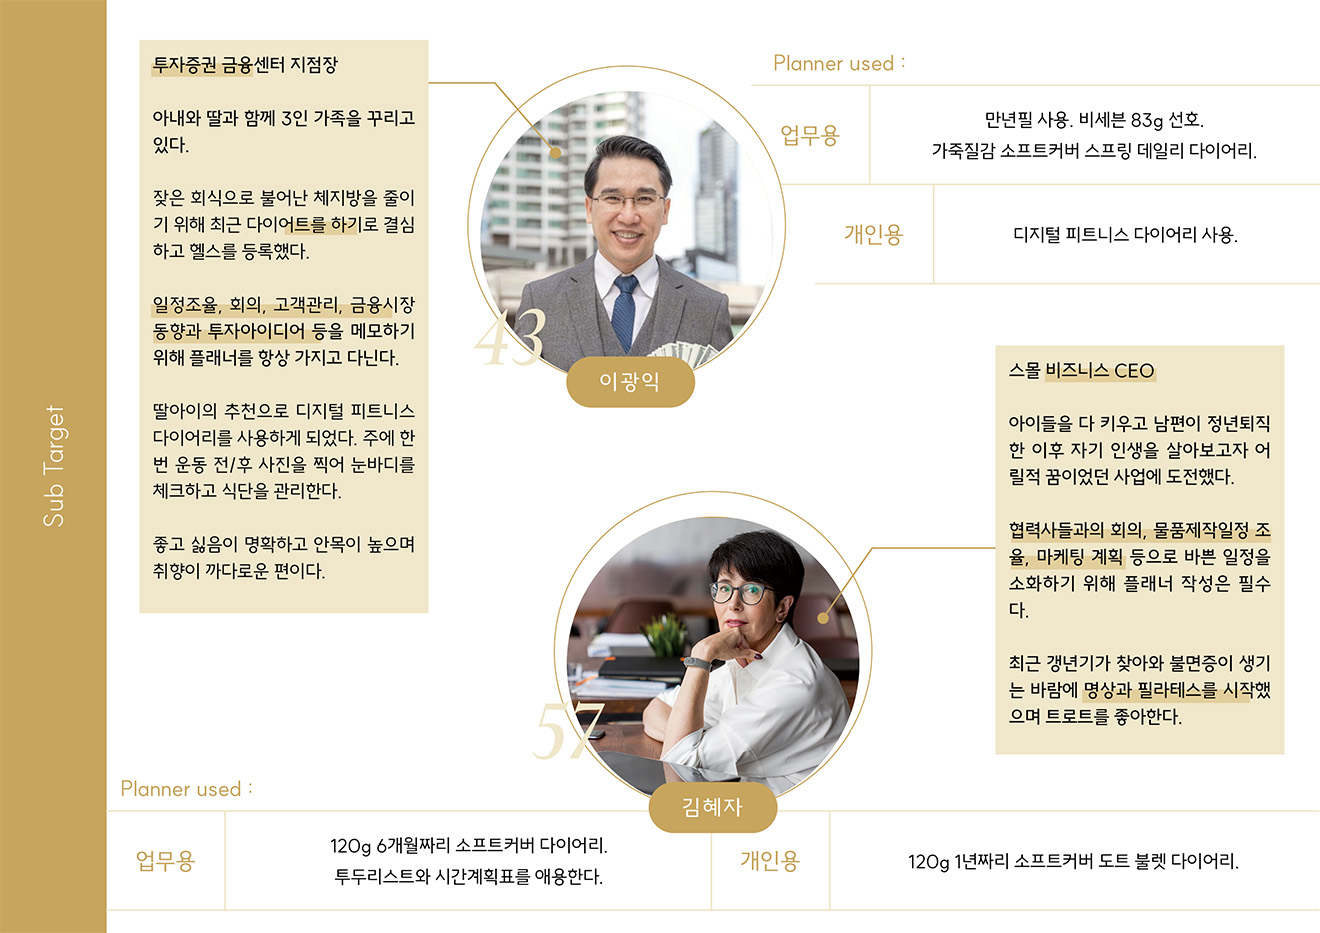 Sub Target
투자증권 금융센터 지점장
아내와 딸과 함께 3인 가족을 꾸리고
있다.
잦은 회식으로 불어난 체지방을 줄이
기 위해 최근 다이어트를 하기로 결심
하고 헬스를 등록했다.
일정조율, 회의, 고객관리, 금융시장
동향과 투자아이디어 등을 메모하기
위해 플래너를 항상 가지고 다닌다.
딸아이의 추천으로 디지털 피트니스
다이어리를 사용하게 되었다. 주에 한
번 운동 전/후 사진을 찍어 눈바디를
체크하고 식단을 관리한다.
좋고 싫음이 명확하고 안목이 높으며
취향이 까다로운 편이다.
43
이광익
Planner used :
업무용
만년필 사용. 비세븐 83g 선호.
가죽질감 소프트커버 스프링 데일리 다이어리.
개인용
디지털 피트니스 다이어리 사용.
스몰 비즈니스 CEO
아이들을 다 키우고 남편이 정년퇴직
한 이후 자기 인생을 살아보고자 어
릴적 꿈이었던 사업에 도전했다.
협력사들과의 회의, 물품제작일정 조
율, 마케팅 계획 등으로 바쁜 일정을
소화하기 위해 플래너 작성은 필수
다.
최근 갱년기가 찾아와 불면증이 생기
는 바람에 명상과 필라테스를 시작했
으며 트로트를 좋아한다.
57
김혜자
Planner used :
업무용
120g 6개월짜리 소프트커버 다이어리.
투두리스트와 시간계획표를 애용한다.
개인용
120g 1년짜리 소프트커버 도트 불렛 다이어리.